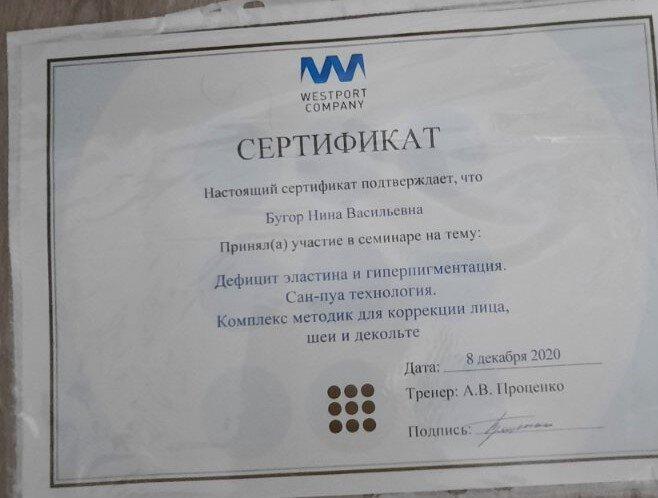 WESTPORT
COMPANY
СЕРТИФИКАТ
Настоящий сертификат подтверждает, что
Бугор Нина Васильевна
Принял(а) участие в семинаре на тему:
Дефицит эластина и гиперпигментация.
Сан-пуа технология.
Комплекс методик для коррекции лица,
шеи и декольте
Дата: 8 декабря 2020
Тренер: А.В. Проценко
Подпись: